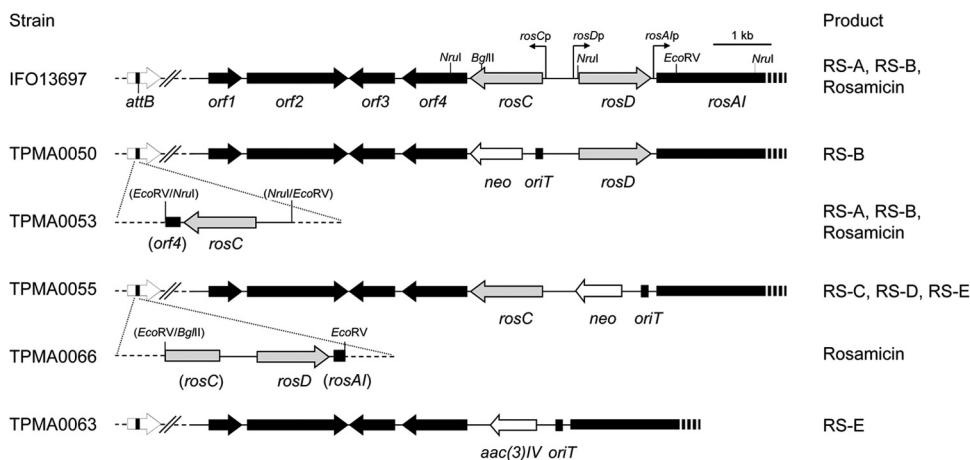 Strain Product
rosCp rosDp rosAIp 1 kb
NruI BglII NruI EcoRV NruI
IFO13697 RS-A, RS-B,
Rosamicin
attB orf1 orf2 orf3 orf4 rosC rosD rosAI
TPMA0050 RS-B
neo oriT rosD
(EcoRV/NruI) (NruI/EcoRV)
TPMA0053 RS-A, RS-B,
Rosamicin
(orf4) rosC
TPMA0055 RS-C, RS-D, RS-E
rosC neo oriT
(EcoRV/BglII) EcoRV
TPMA0066 Rosamicin
(rosC) rosD (rosAI)
TPMA0063 RS-E
aac(3)IV oriT